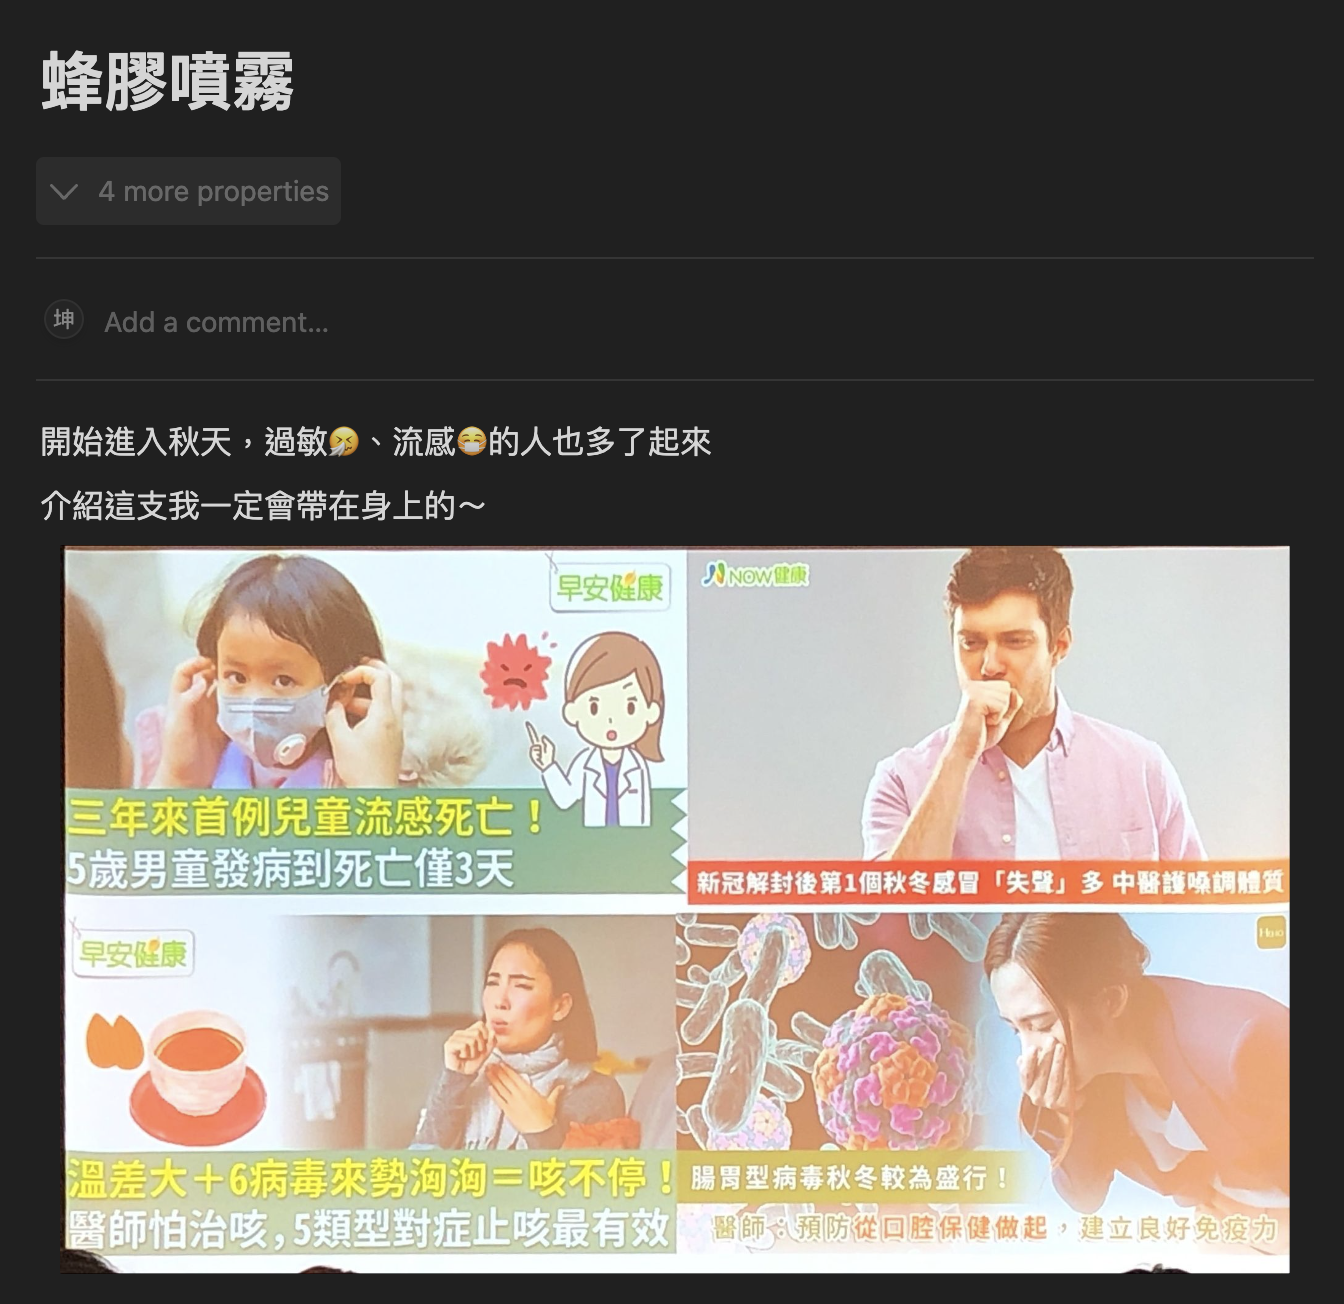 蜂膠噴霧
4 more properties
坤
Add a comment...
開始進入秋天，過敏🤧、流感😷的人也多了起來
介紹這支我一定會帶在身上的～
早安健康
三年來首例兒童流感死亡！
5歲男童發病到死亡僅3天
NOW健康
新冠解封後第1個秋冬感冒「失聲」多 中醫護嗓調體質
早安健康
溫差大＋6病毒來勢洶洶＝咳不停！
醫師怕治咳,5類型對症止咳最有效
Heho
腸胃型病毒秋冬較為盛行！
醫師：預防從口腔保健做起，建立良好免疫力